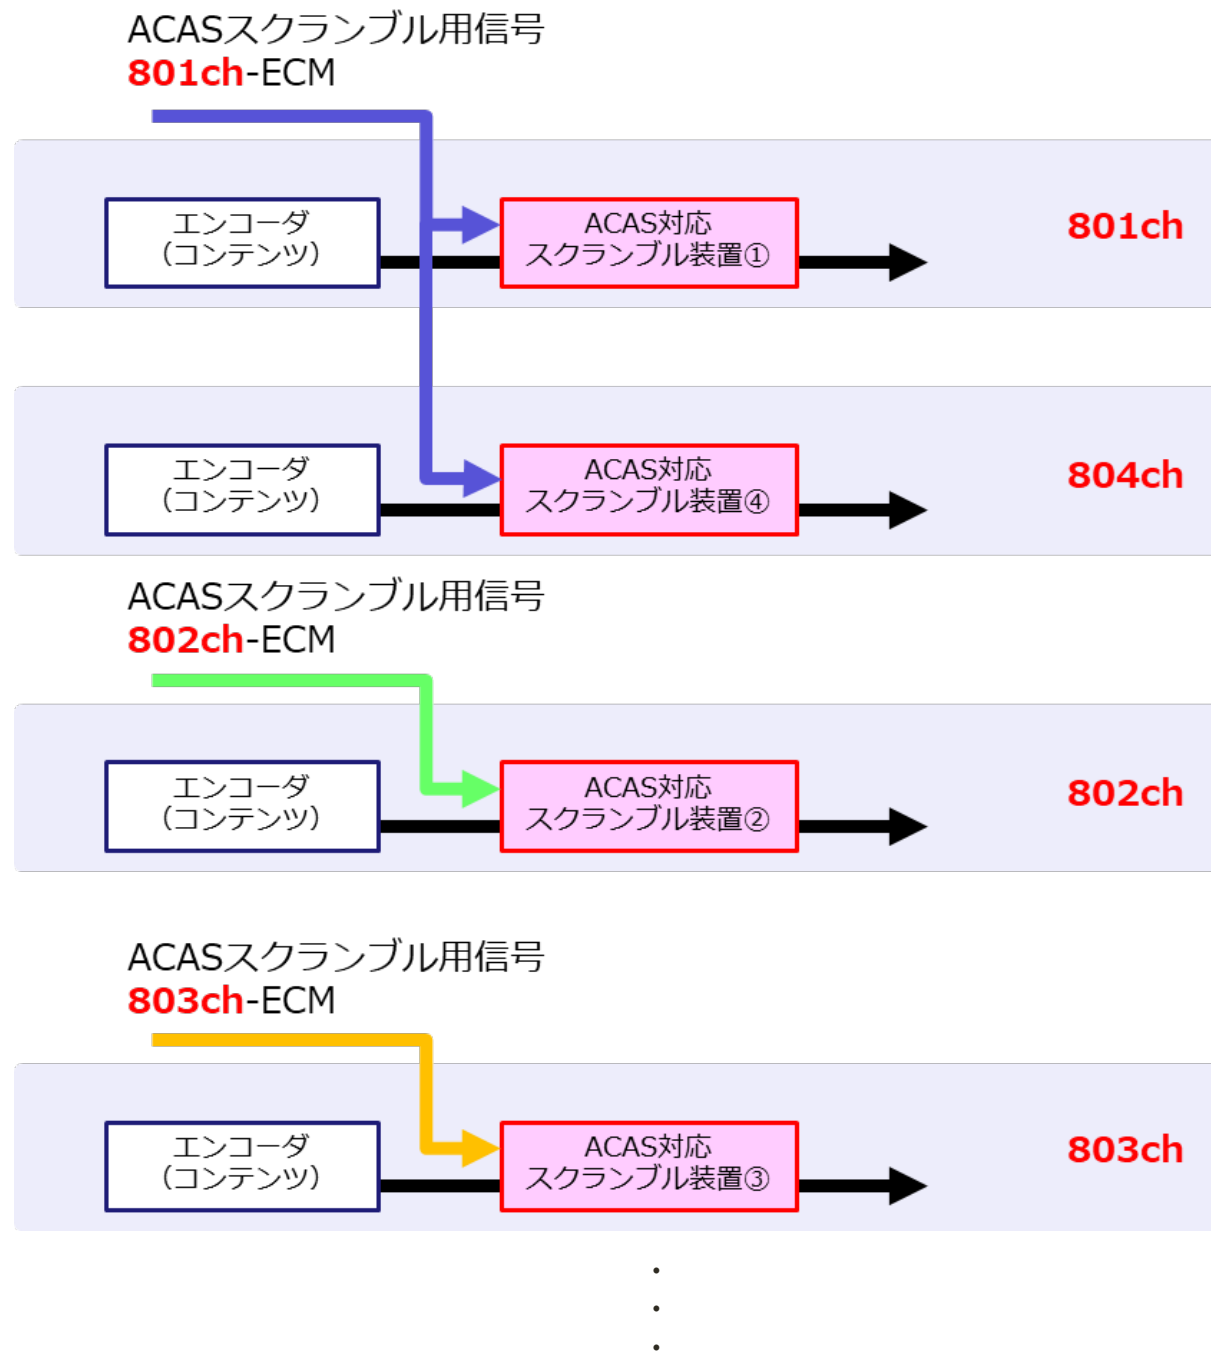 ACASスクランブル用信号
801ch-ECM
エンコーダ
（コンテンツ）
ACAS対応
スクランブル装置①
801ch
エンコーダ
（コンテンツ）
ACAS対応
スクランブル装置④
804ch
ACASスクランブル用信号
802ch-ECM
エンコーダ
（コンテンツ）
ACAS対応
スクランブル装置②
802ch
ACASスクランブル用信号
803ch-ECM
エンコーダ
（コンテンツ）
ACAS対応
スクランブル装置③
803ch
・
・
・